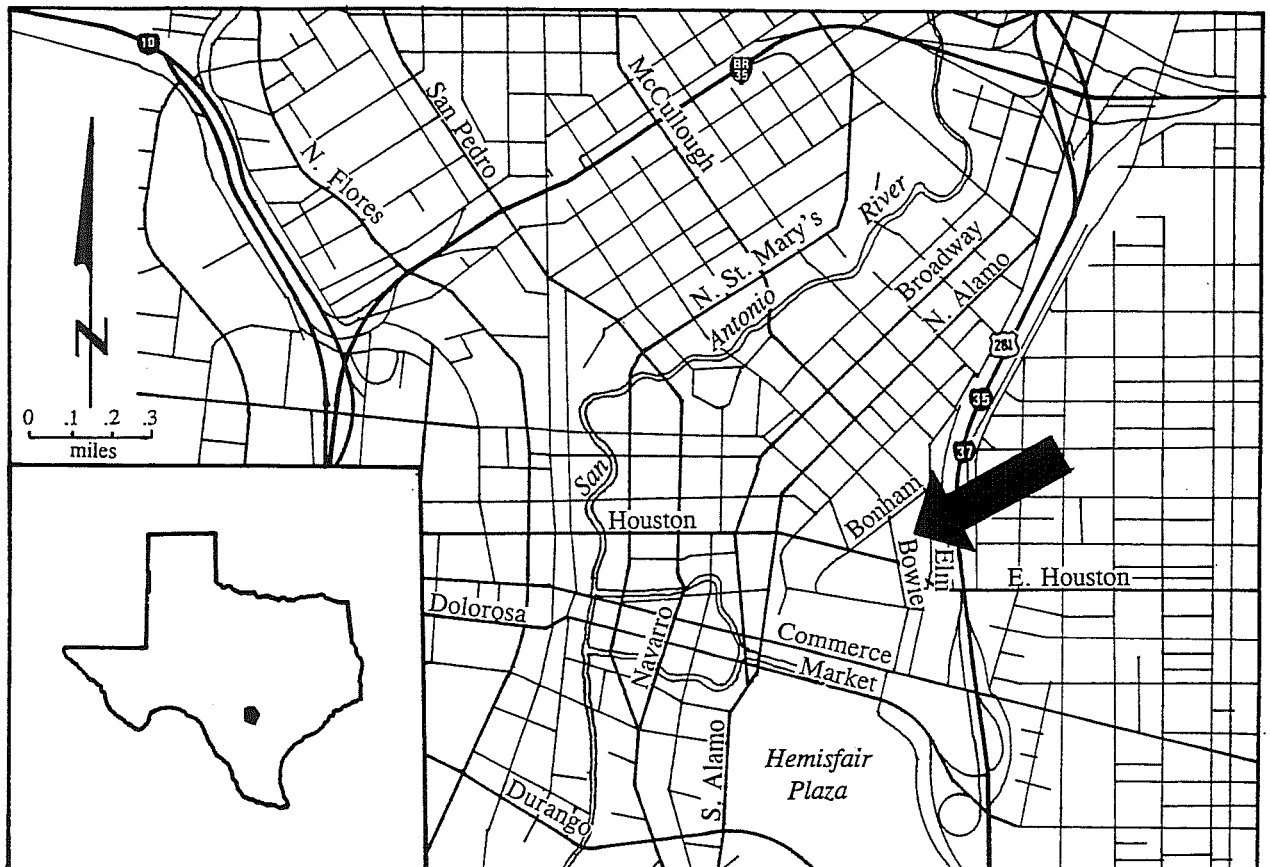 10
88
35
McCullough
San Pedro
N. Flores
River
N. St. Mary's
Broadway
Antonio
N. Alamo
281
N
35
0 .1 .2 .3
miles
37
San
Bonham
Houston
Bowie
Elm
E. Houston
Dolorosa
Navarro
Commerce
Market
S. Alamo
Hemisfair
Plaza
Durango